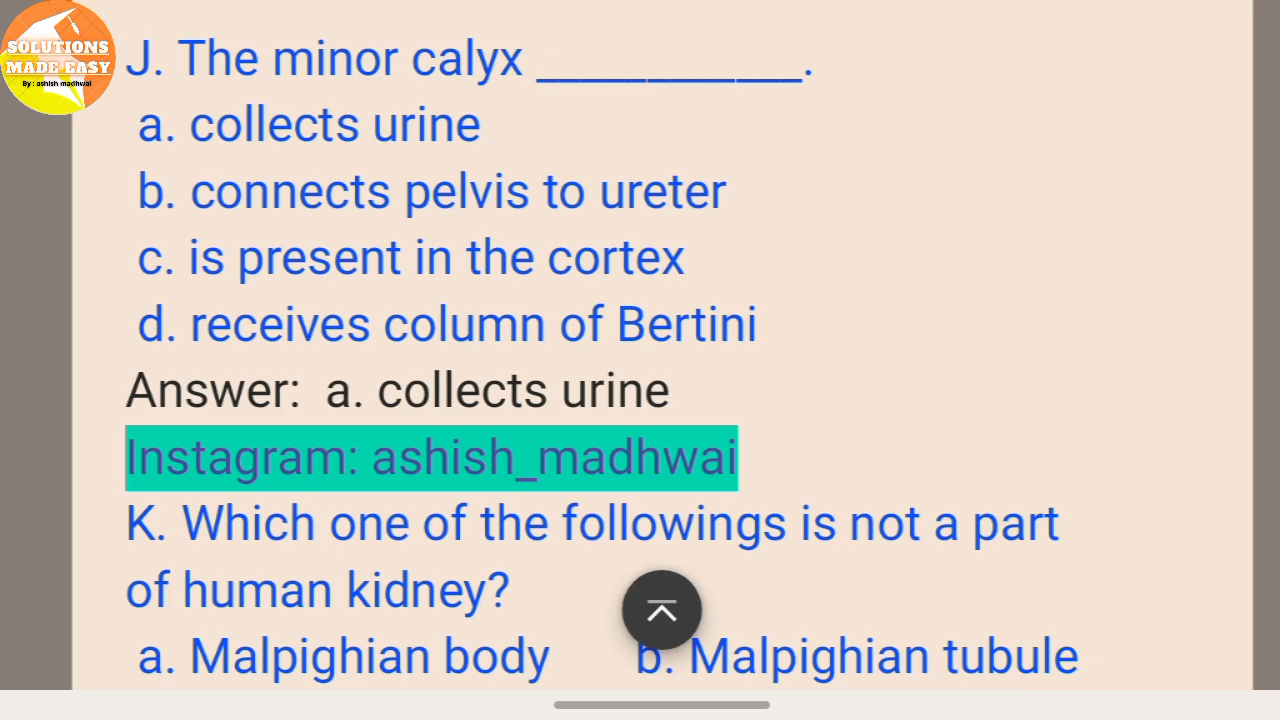 SOLUTIONS
MADE EASY
By : ashish madhwai
J. The minor calyx ___________.
a. collects urine
b. connects pelvis to ureter
c. is present in the cortex
d. receives column of Bertini
Answer:  a. collects urine
Instagram: ashish_madhwai
K. Which one of the followings is not a part
of human kidney?
a. Malpighian body b. Malpighian tubule